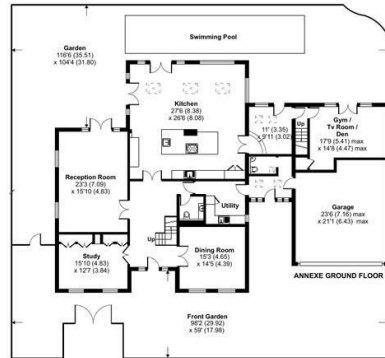 Swimming Pool
Garden
116'6 (35.51)
x 104'4 (31.80)
Kitchen
27'6 (8.38)
x 26'6 (8.08)
11' (3.35)
x 9'11 (3.02)
Up
Gym /
Tv Room /
Den
17'9 (5.41) max
x 14'8 (4.47) max
Reception Room
23'3 (7.09)
x 15'10 (4.83)
Utility
Garage
23'6 (7.16) max
x 21'1 (6.43) max
Up
Study
15'10 (4.83)
x 12'7 (3.84)
Dining Room
15'3 (4.65)
x 14'5 (4.39)
ANNEXE GROUND FLOOR
Front Garden
98'2 (29.92)
x 59' (17.98)